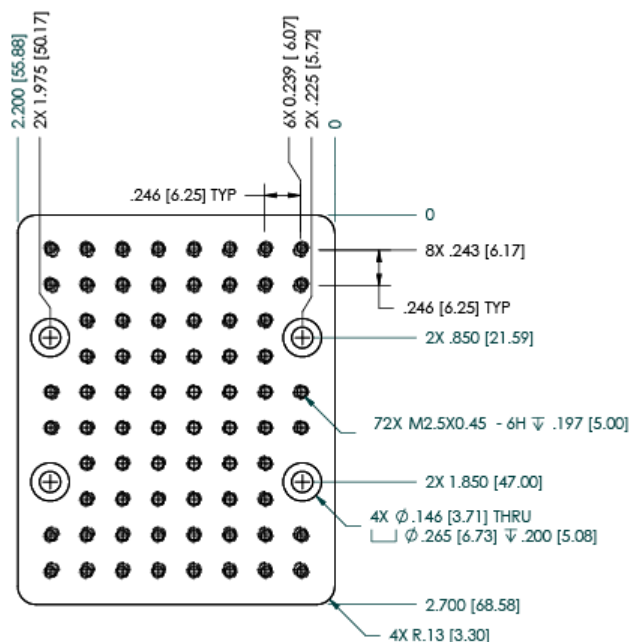 2.200 [55.88]
2X 1.975 [50.17]
6X 0.239 [ 6.07]
2X .225 [5.72]
0
.246 [6.25] TYP
0
8X .243 [6.17]
.246 [6.25] TYP
2X .850 [21.59]
72X M2.5X0.45 - 6H ↧ .197 [5.00]
2X 1.850 [47.00]
4X ⌀.146 [3.71] THRU
⌴ ⌀.265 [6.73] ↧.200 [5.08]
2.700 [68.58]
4X R.13 [3.30]